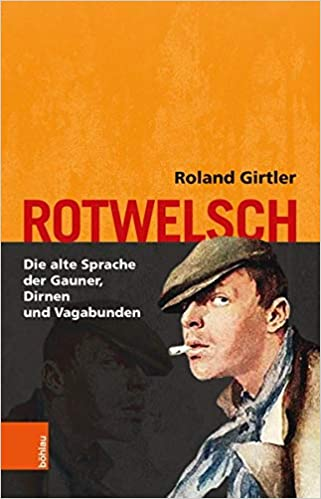 Roland Girtler
ROTWELSCH
Die alte Sprache
der Gauner,
Dirnen
und Vagabunden
böhlau